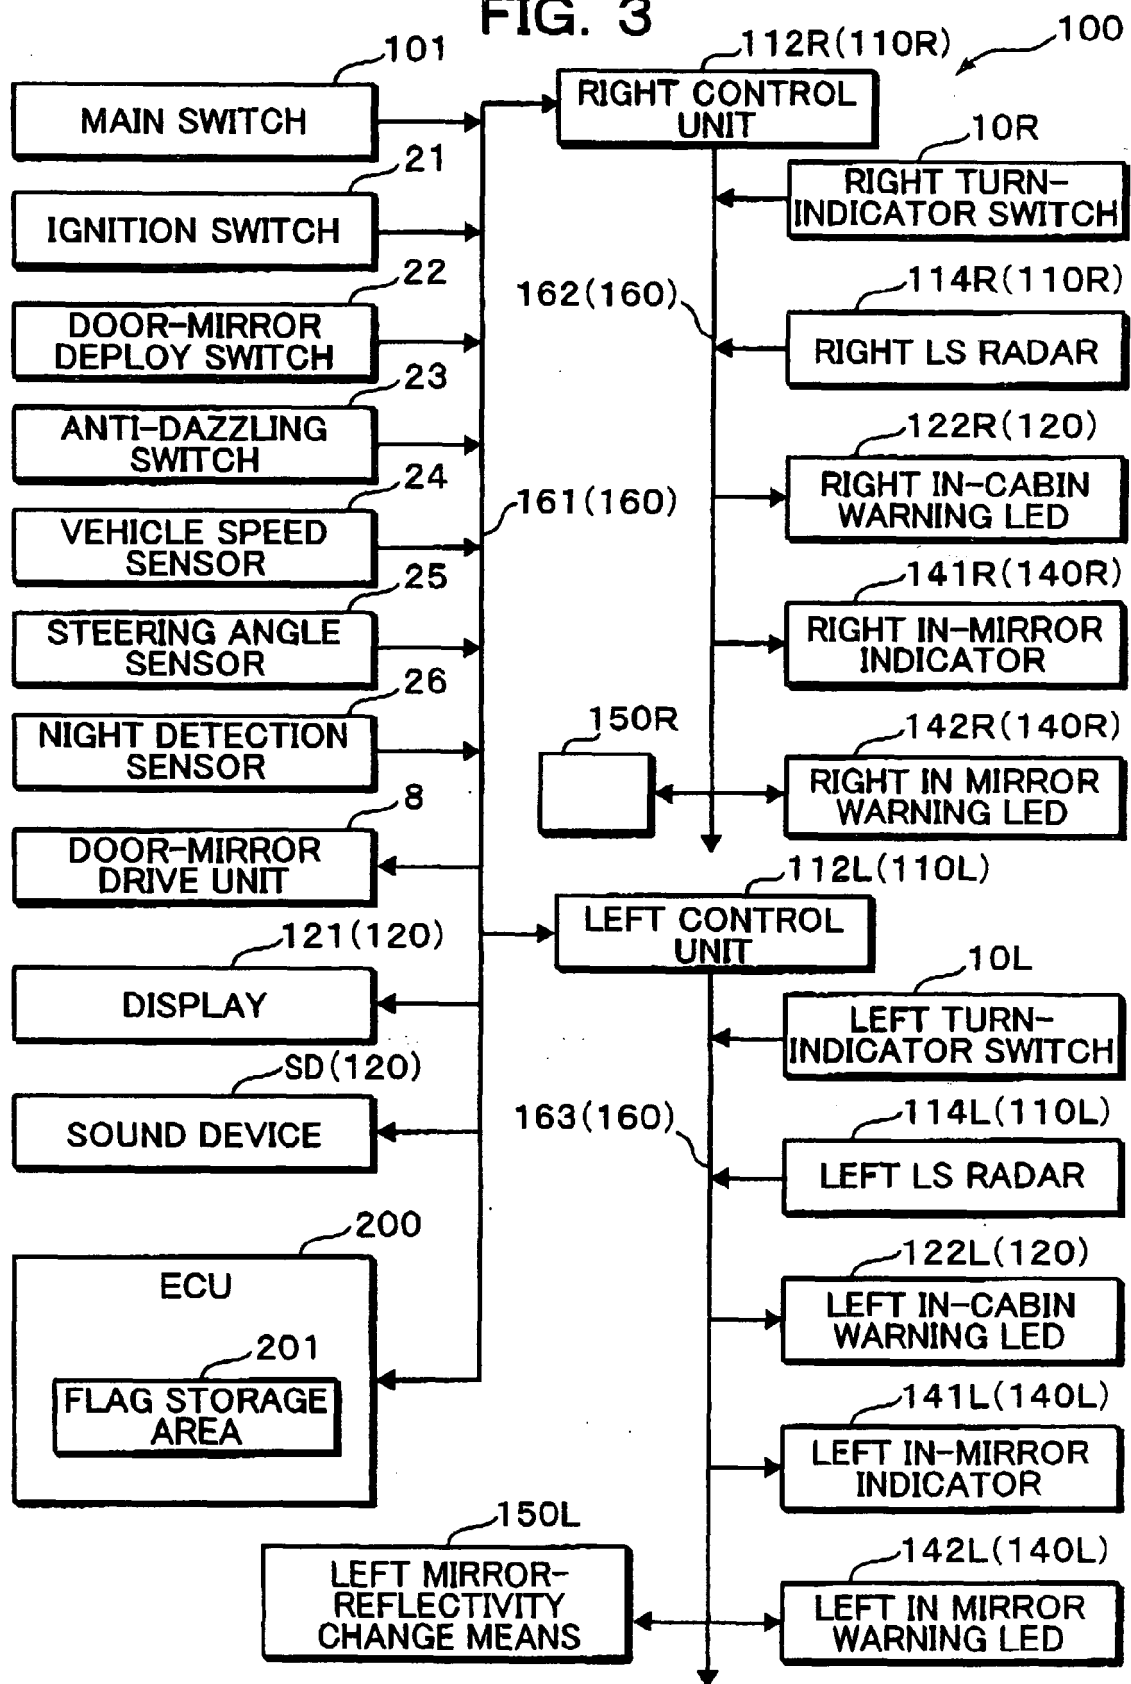 FIG. 3
100
101
MAIN SWITCH
21
IGNITION SWITCH
22
DOOR-MIRROR
DEPLOY SWITCH
23
ANTI-DAZZLING
SWITCH
24
VEHICLE SPEED
SENSOR
25
STEERING ANGLE
SENSOR
26
NIGHT DETECTION
SENSOR
8
DOOR-MIRROR
DRIVE UNIT
121(120)
DISPLAY
SD(120)
SOUND DEVICE
200
ECU
201
FLAG STORAGE
AREA
161(160)
112R(110R)
RIGHT CONTROL
UNIT
10R
RIGHT TURN-
INDICATOR SWITCH
162(160)
114R(110R)
RIGHT LS RADAR
122R(120)
RIGHT IN-CABIN
WARNING LED
141R(140R)
RIGHT IN-MIRROR
INDICATOR
150R
142R(140R)
RIGHT IN MIRROR
WARNING LED
112L(110L)
LEFT CONTROL
UNIT
10L
LEFT TURN-
INDICATOR SWITCH
163(160)
114L(110L)
LEFT LS RADAR
122L(120)
LEFT IN-CABIN
WARNING LED
141L(140L)
LEFT IN-MIRROR
INDICATOR
150L
LEFT MIRROR-
REFLECTIVITY
CHANGE MEANS
142L(140L)
LEFT IN MIRROR
WARNING LED